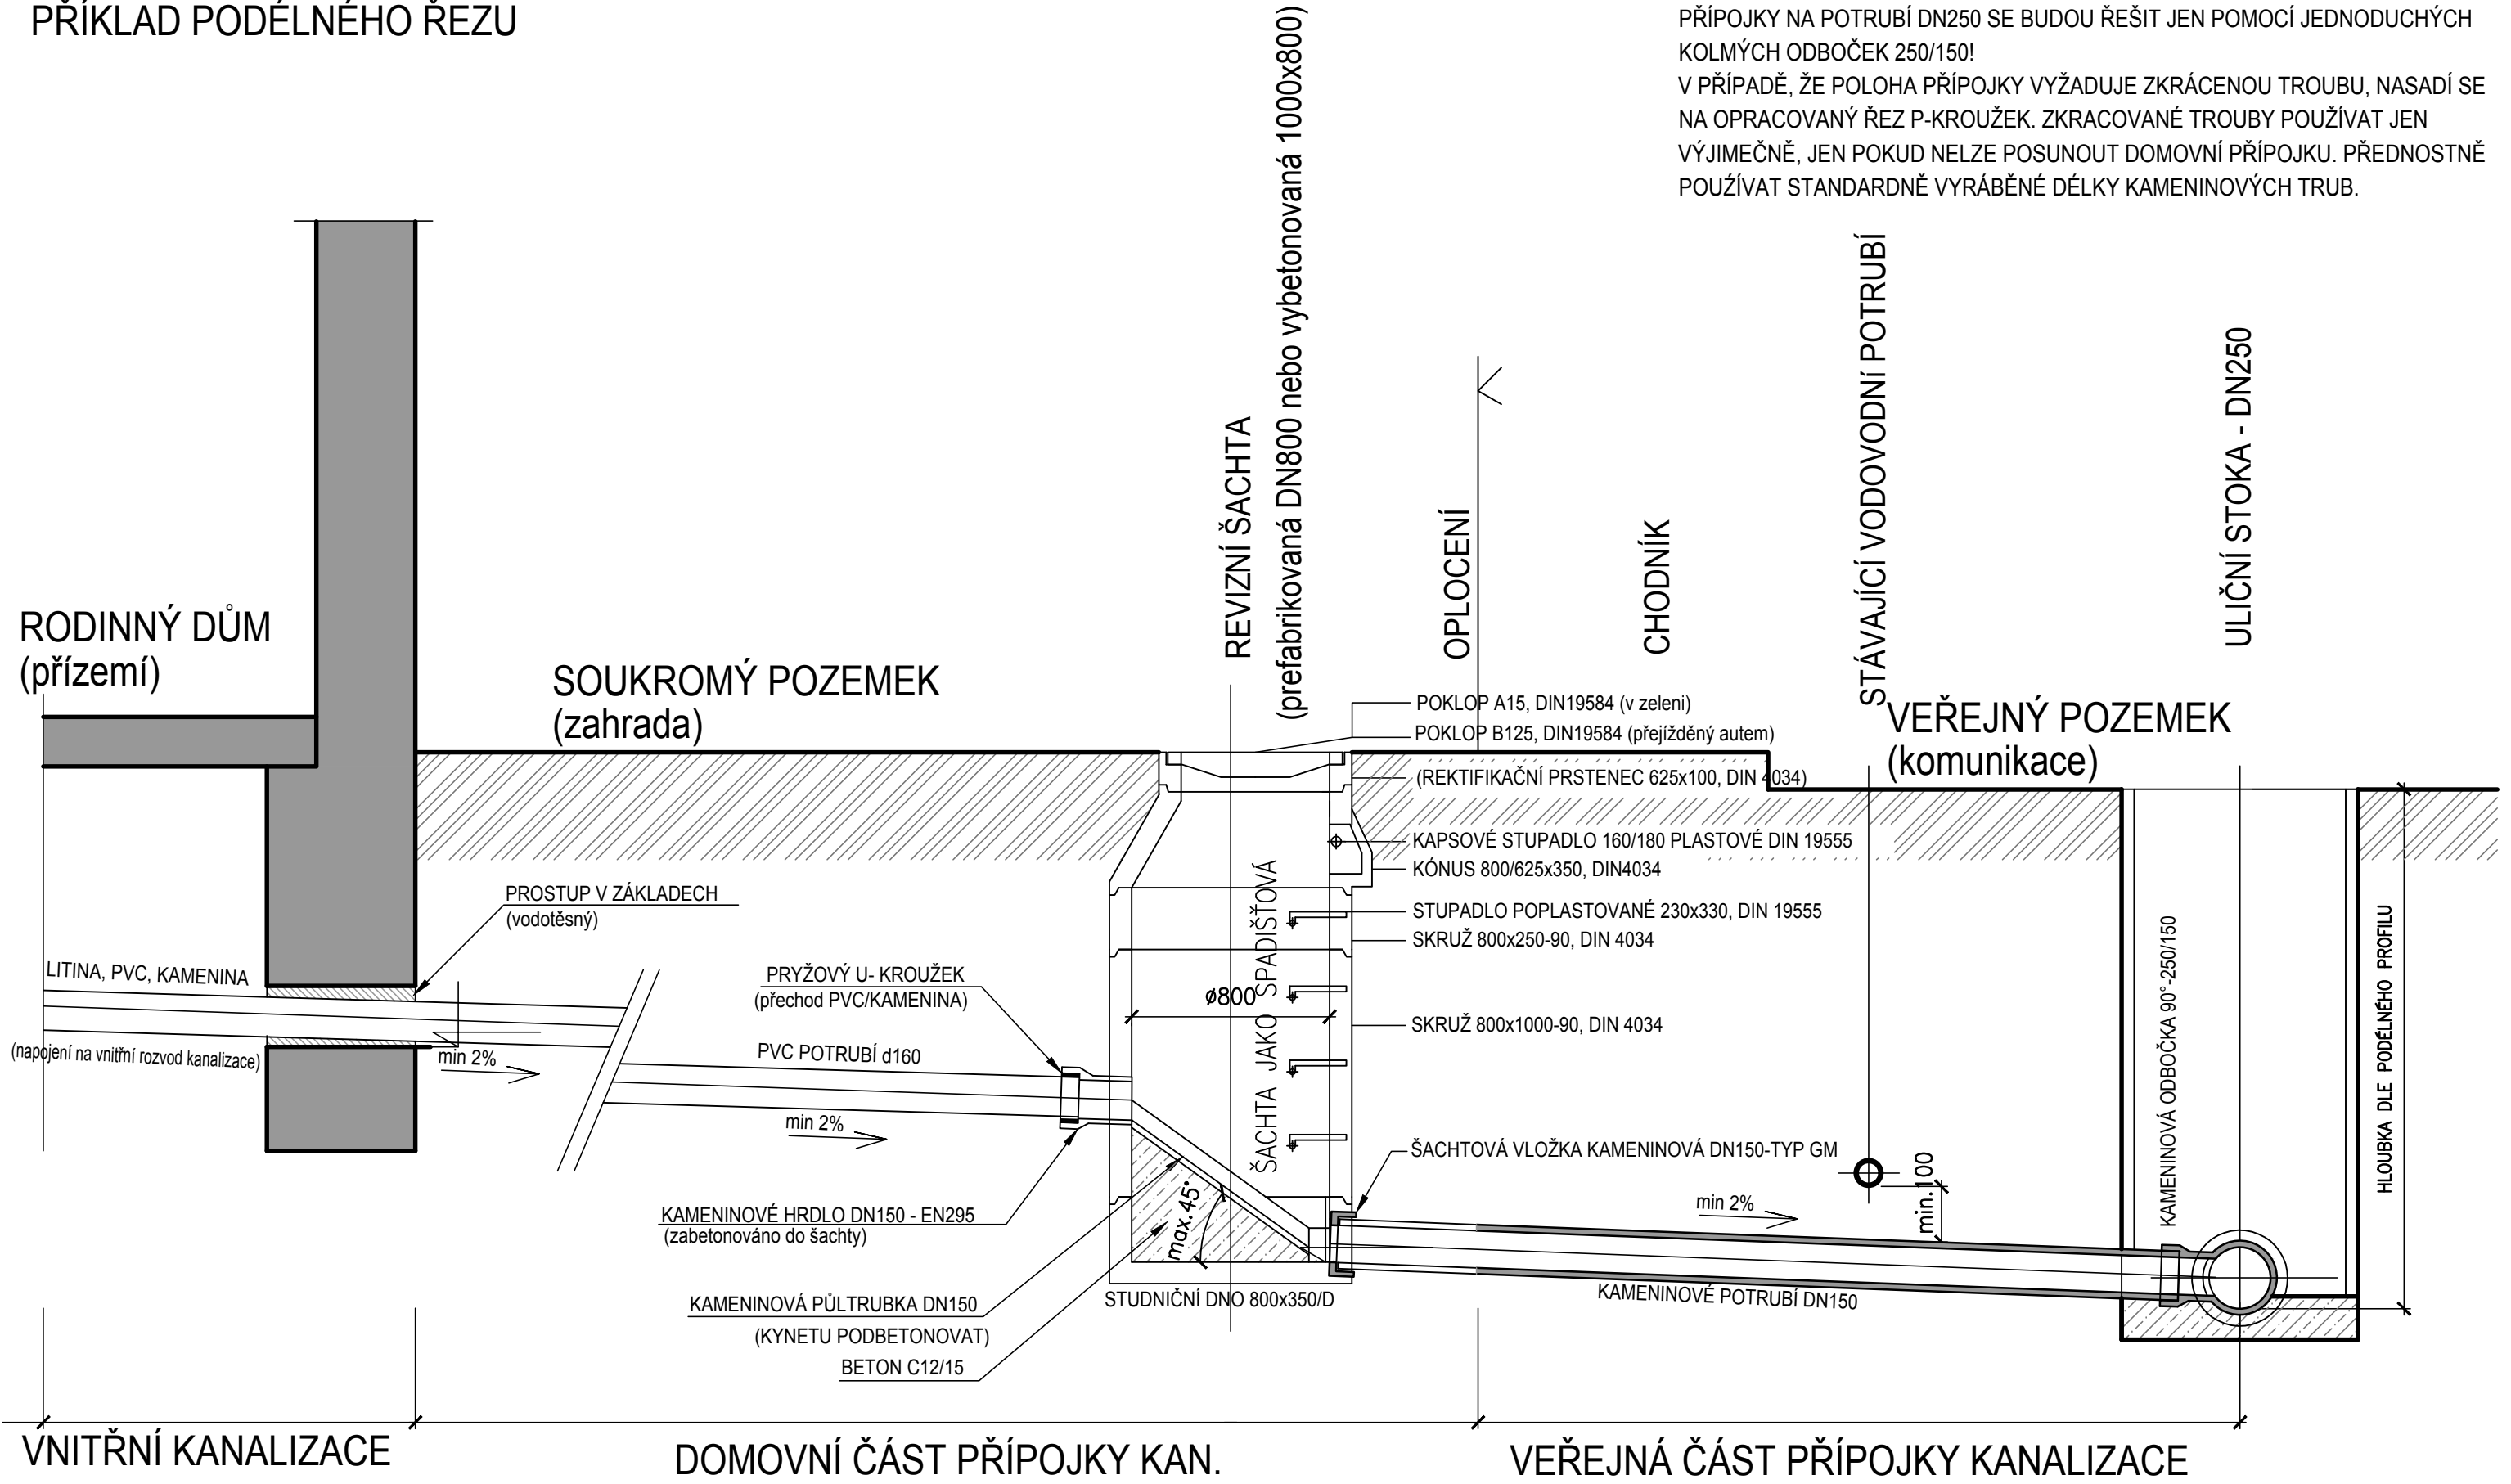 PŘÍKLAD PODÉLNÉHO ŘEZU
PŘÍPOJKY NA POTRUBÍ DN250 SE BUDOU ŘEŠIT JEN POMOCÍ JEDNODUCHÝCH
KOLMÝCH ODBOČEK 250/150!
V PŘÍPADĚ, ŽE POLOHA PŘÍPOJKY VYŽADUJE ZKRÁCENOU TROUBU, NASADÍ SE
NA OPRACOVANÝ ŘEZ P-KROUŽEK. ZKRACOVANÉ TROUBY POUŽÍVAT JEN
VÝJIMEČNĚ, JEN POKUD NELZE POSUNOUT DOMOVNÍ PŘÍPOJKU. PŘEDNOSTNĚ
POUŽÍVAT STANDARDNĚ VYRÁBĚNÉ DÉLKY KAMENINOVÝCH TRUB.
REVIZNÍ ŠACHTA
(prefabrikovaná DN800 nebo vybetonovaná 1000x800)
OPLOCENÍ
CHODNÍK
STÁVAJÍCÍ VODOVODNÍ POTRUBÍ
ULIČNÍ STOKA - DN250
RODINNÝ DŮM
(přízemí)
SOUKROMÝ POZEMEK
(zahrada)
VEŘEJNÝ POZEMEK
(komunikace)
POKLOP A15, DIN19584 (v zeleni)
POKLOP B125, DIN19584 (přejížděný autem)
(REKTIFIKAČNÍ PRSTENEC 625x100, DIN 4034)
KAPSOVÉ STUPADLO 160/180 PLASTOVÉ DIN 19555
KÓNUS 800/625x350, DIN4034
STUPADLO POPLASTOVANÉ 230x330, DIN 19555
SKRUŽ 800x250-90, DIN 4034
SKRUŽ 800x1000-90, DIN 4034
ŠACHTOVÁ VLOŽKA KAMENINOVÁ DN150-TYP GM
PROSTUP V ZÁKLADECH
(vodotěsný)
LITINA, PVC, KAMENINA
(napojení na vnitřní rozvod kanalizace)
min 2%
PRYŽOVÝ U- KROUŽEK
(přechod PVC/KAMENINA)
PVC POTRUBÍ d160
min 2%
ø800
ŠACHTA JAKO SPADIŠŤOVÁ
max.45°
KAMENINOVÉ HRDLO DN150 - EN295
(zabetonováno do šachty)
KAMENINOVÁ PŮLTRUBKA DN150
(KYNETU PODBETONOVAT)
BETON C12/15
STUDNIČNÍ DNO 800x350/D
min 2%
min.100
KAMENINOVÉ POTRUBÍ DN150
KAMENINOVÁ ODBOČKA 90°-250/150
HLOUBKA DLE PODÉLNÉHO PROFILU
VNITŘNÍ KANALIZACE
DOMOVNÍ ČÁST PŘÍPOJKY KAN.
VEŘEJNÁ ČÁST PŘÍPOJKY KANALIZACE